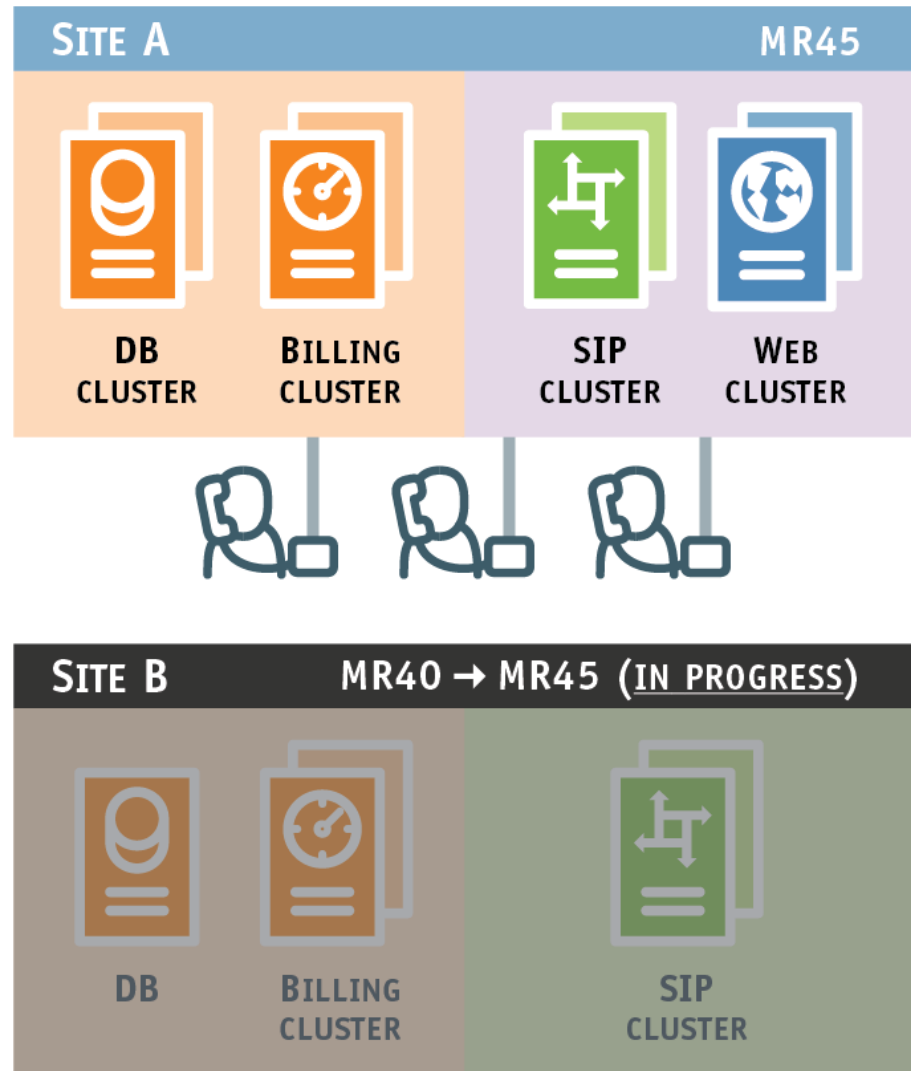 SITE A MR45
DB CLUSTER
BILLING CLUSTER
SIP CLUSTER
WEB CLUSTER
SITE B MR40 → MR45 (IN PROGRESS)
DB
BILLING CLUSTER
SIP CLUSTER